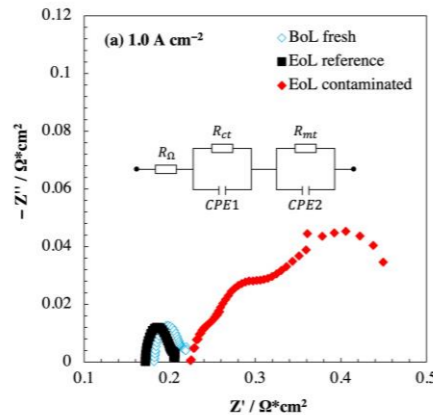 (a) 1.0 A cm⁻²
BoL fresh
EoL reference
EoL contaminated
− Z'' / Ω*cm2
0.12
0.1
0.08
0.06
0.04
0.02
0
R_Ω
R_ct
CPE1
R_mt
CPE2
0.1
0.2
0.3
0.4
0.5
Z' / Ω*cm2